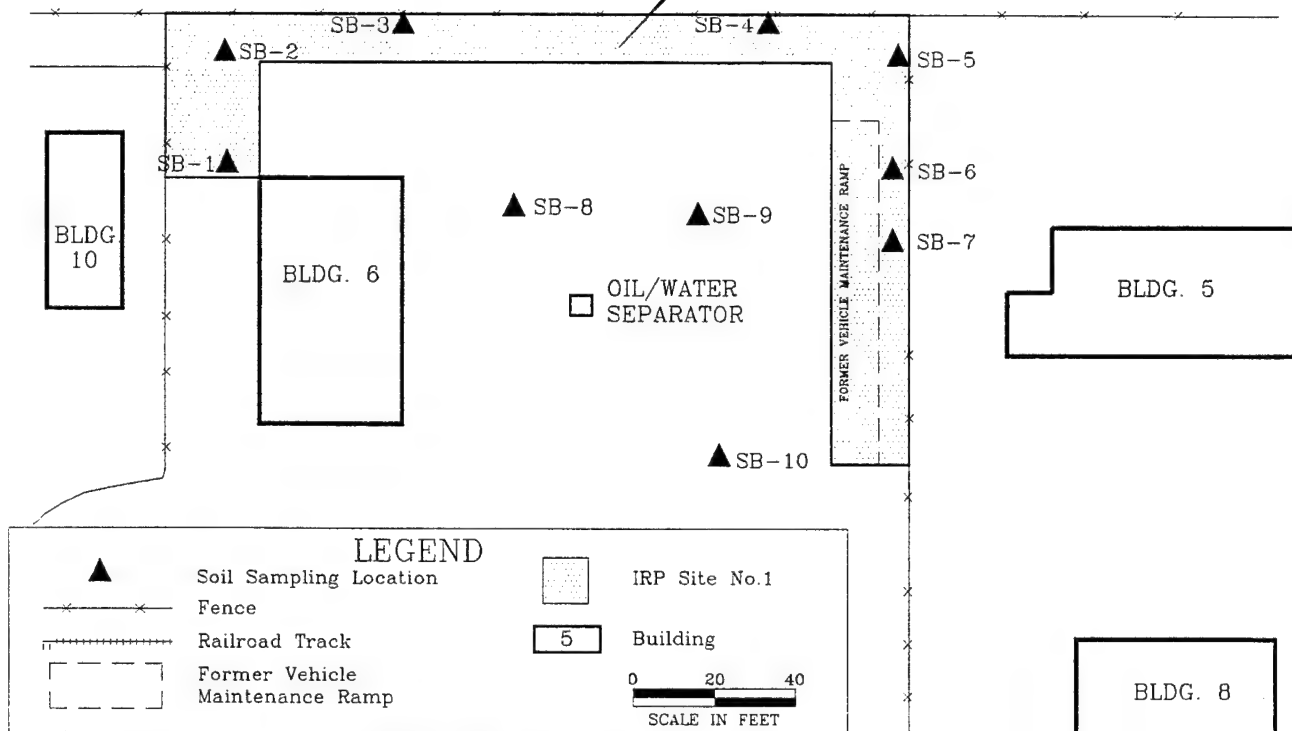 SB-3
SB-4
SB-2
SB-5
SB-1
SB-6
SB-8
SB-9
SB-7
BLDG.
10
BLDG. 6
OIL/WATER
SEPARATOR
FORMER VEHICLE MAINTENANCE RAMP
BLDG. 5
SB-10
LEGEND
Soil Sampling Location
Fence
Railroad Track
Former Vehicle
Maintenance Ramp
IRP Site No.1
5 Building
0 20 40
SCALE IN FEET
BLDG. 8